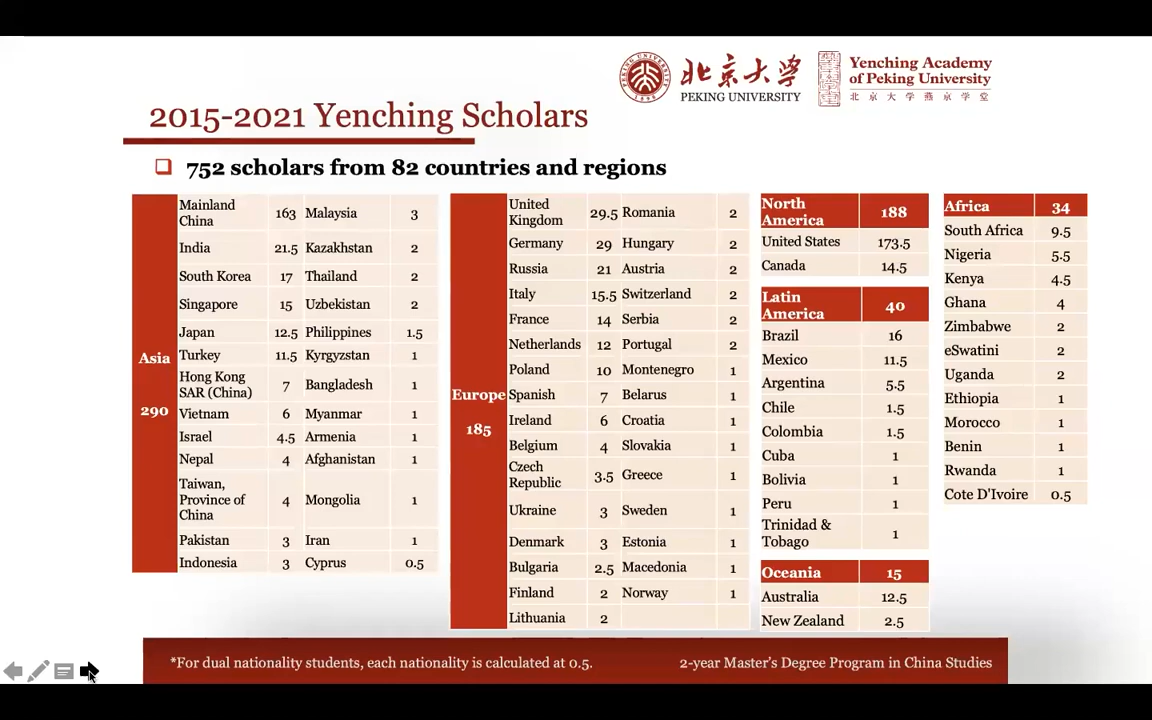 北京大学
PEKING UNIVERSITY
Yenching Academy
of Peking University
北京大学燕京学堂
2015-2021 Yenching Scholars
752 scholars from 82 countries and regions
Asia
290
Mainland China 163 Malaysia 3
India 21.5 Kazakhstan 2
South Korea 17 Thailand 2
Singapore 15 Uzbekistan 2
Japan 12.5 Philippines 1.5
Turkey 11.5 Kyrgyzstan 1
Hong Kong SAR (China) 7 Bangladesh 1
Vietnam 6 Myanmar 1
Israel 4.5 Armenia 1
Nepal 4 Afghanistan 1
Taiwan, Province of China 4 Mongolia 1
Pakistan 3 Iran 1
Indonesia 3 Cyprus 0.5
Europe
185
United Kingdom 29.5 Romania 2
Germany 29 Hungary 2
Russia 21 Austria 2
Italy 15.5 Switzerland 2
France 14 Serbia 2
Netherlands 12 Portugal 2
Poland 10 Montenegro 1
Spanish 7 Belarus 1
Ireland 6 Croatia 1
Belgium 4 Slovakia 1
Czech Republic 3.5 Greece 1
Ukraine 3 Sweden 1
Denmark 3 Estonia 1
Bulgaria 2.5 Macedonia 1
Finland 2 Norway 1
Lithuania 2
North America 188
United States 173.5
Canada 14.5
Latin America 40
Brazil 16
Mexico 11.5
Argentina 5.5
Chile 1.5
Colombia 1.5
Cuba 1
Bolivia 1
Peru 1
Trinidad & Tobago 1
Oceania 15
Australia 12.5
New Zealand 2.5
Africa 34
South Africa 9.5
Nigeria 5.5
Kenya 4.5
Ghana 4
Zimbabwe 2
eSwatini 2
Uganda 2
Ethiopia 1
Morocco 1
Benin 1
Rwanda 1
Cote D'Ivoire 0.5
*For dual nationality students, each nationality is calculated at 0.5.
2-year Master's Degree Program in China Studies